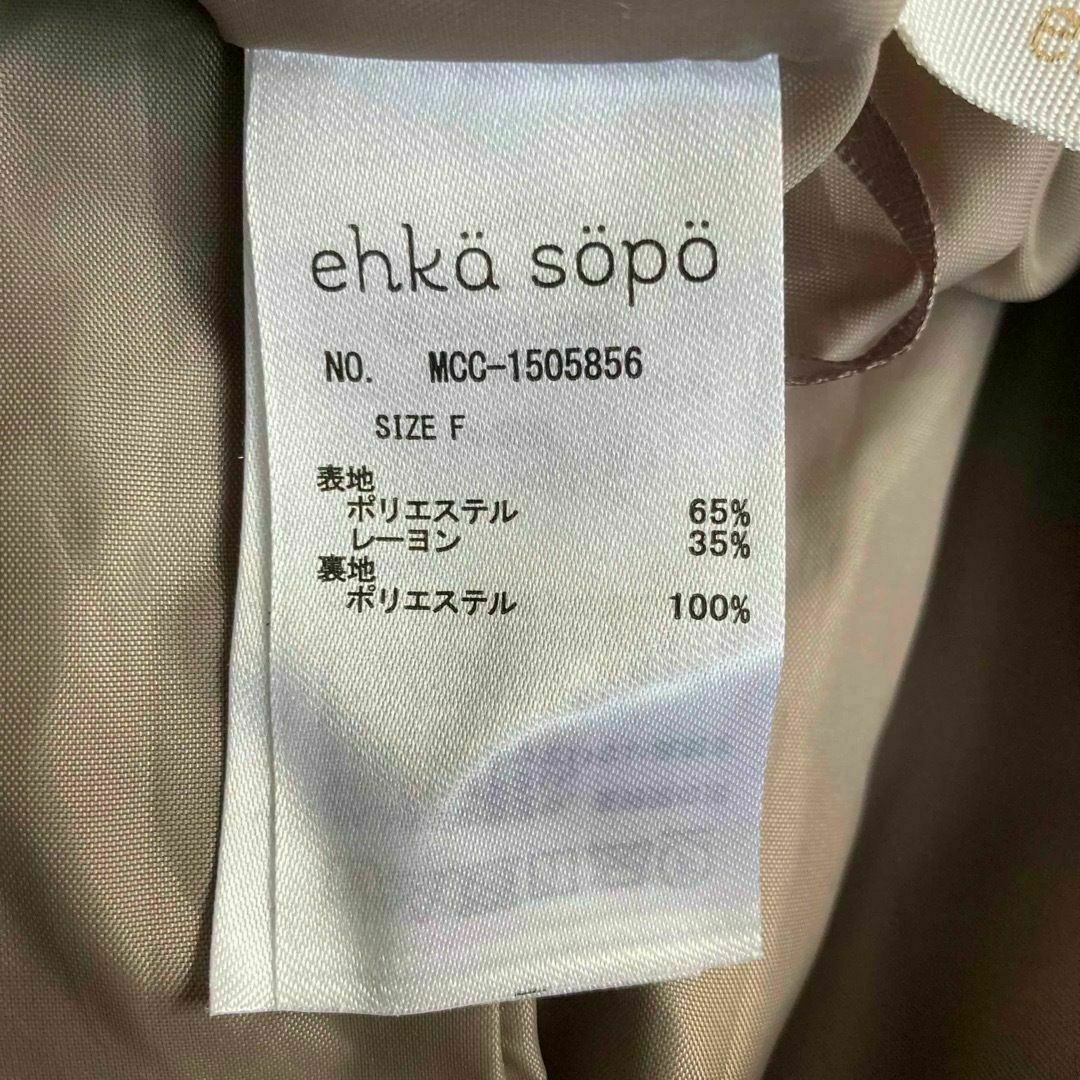 ehkä söpö
NO. MCC-1505856
SIZE F
表地
ポリエステル 65%
レーヨン 35%
裏地
ポリエステル 100%